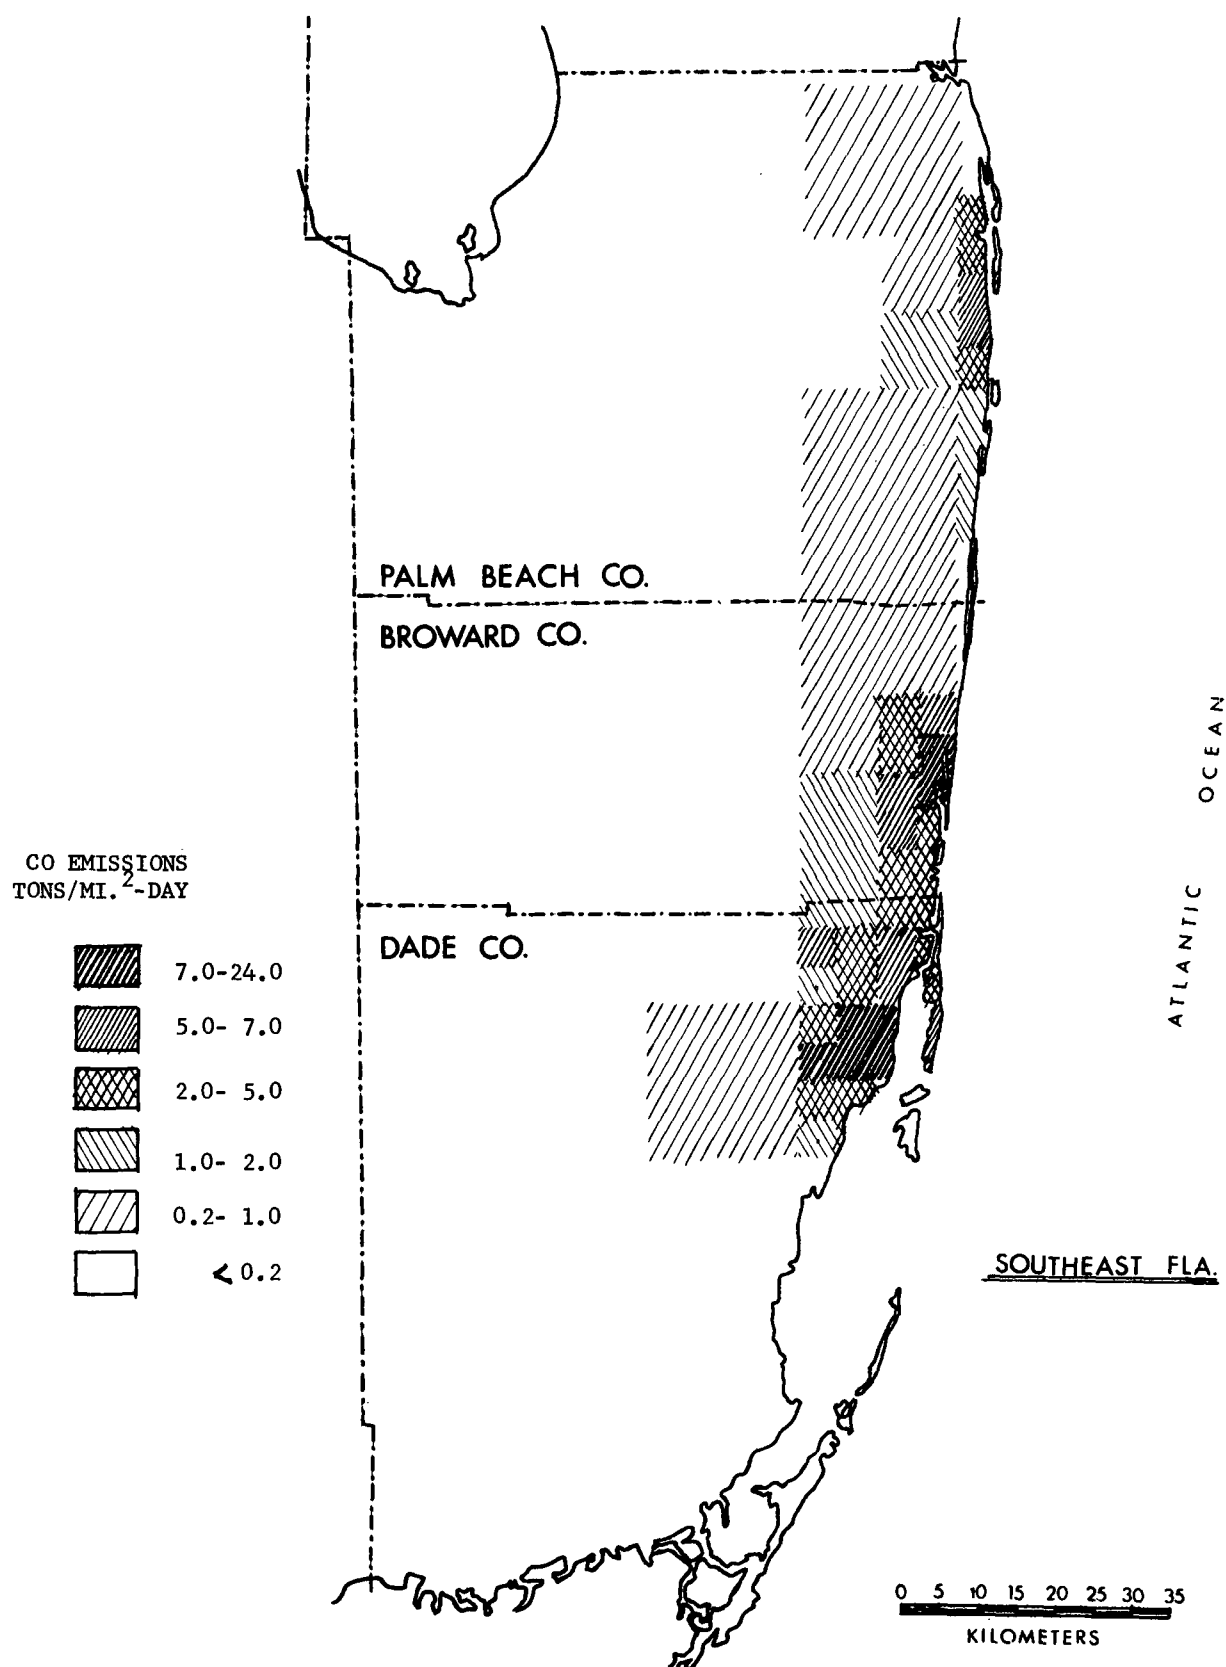 PALM BEACH CO.
BROWARD CO.
DADE CO.
ATLANTIC OCEAN
CO EMISSIONS
TONS/MI.²-DAY
7.0-24.0
5.0- 7.0
2.0- 5.0
1.0- 2.0
0.2- 1.0
< 0.2
SOUTHEAST FLA.
0 5 10 15 20 25 30 35
KILOMETERS